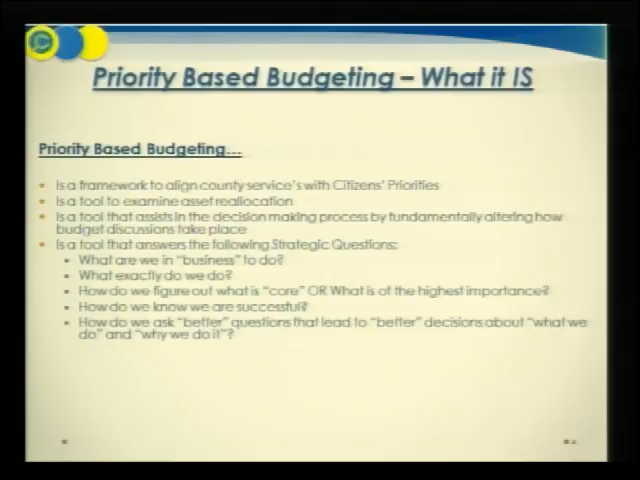 Priority Based Budgeting – What it IS
Priority Based Budgeting...
• Is a framework to align county service's with Citizens' Priorities
• Is a tool to examine asset reallocation
• Is a tool that assists in the decision making process by fundamentally altering how
budget discussions take place
• Is a tool that answers the following Strategic Questions:
• What are we in "business" to do?
• What exactly do we do?
• How do we figure out what is "core" OR What is of the highest importance?
• How do we know we are successful?
• How do we ask "better" questions that lead to "better" decisions about "what we
do" and "why we do it"?